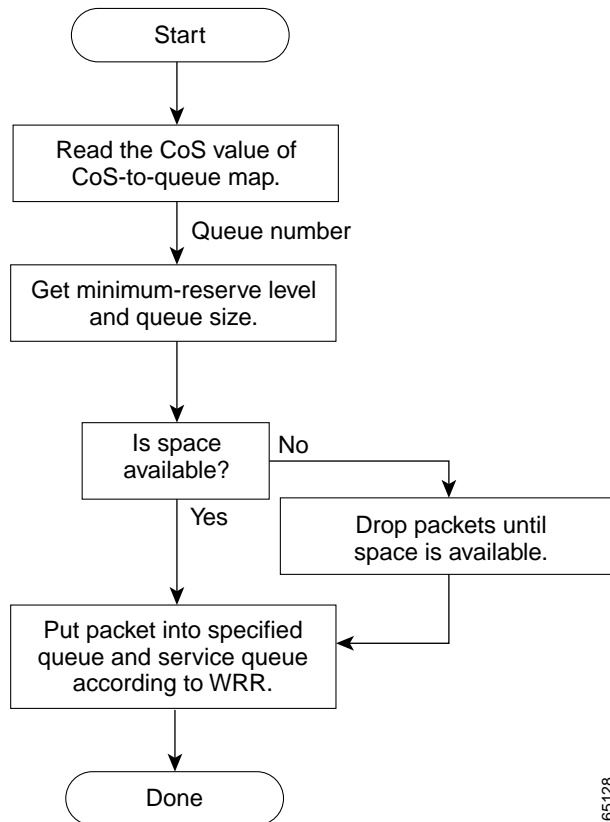 Start
Read the CoS value of
CoS-to-queue map.
Queue number
Get minimum-reserve level
and queue size.
Is space
available?
No
Yes
Drop packets until
space is available.
Put packet into specified
queue and service queue
according to WRR.
Done
65128